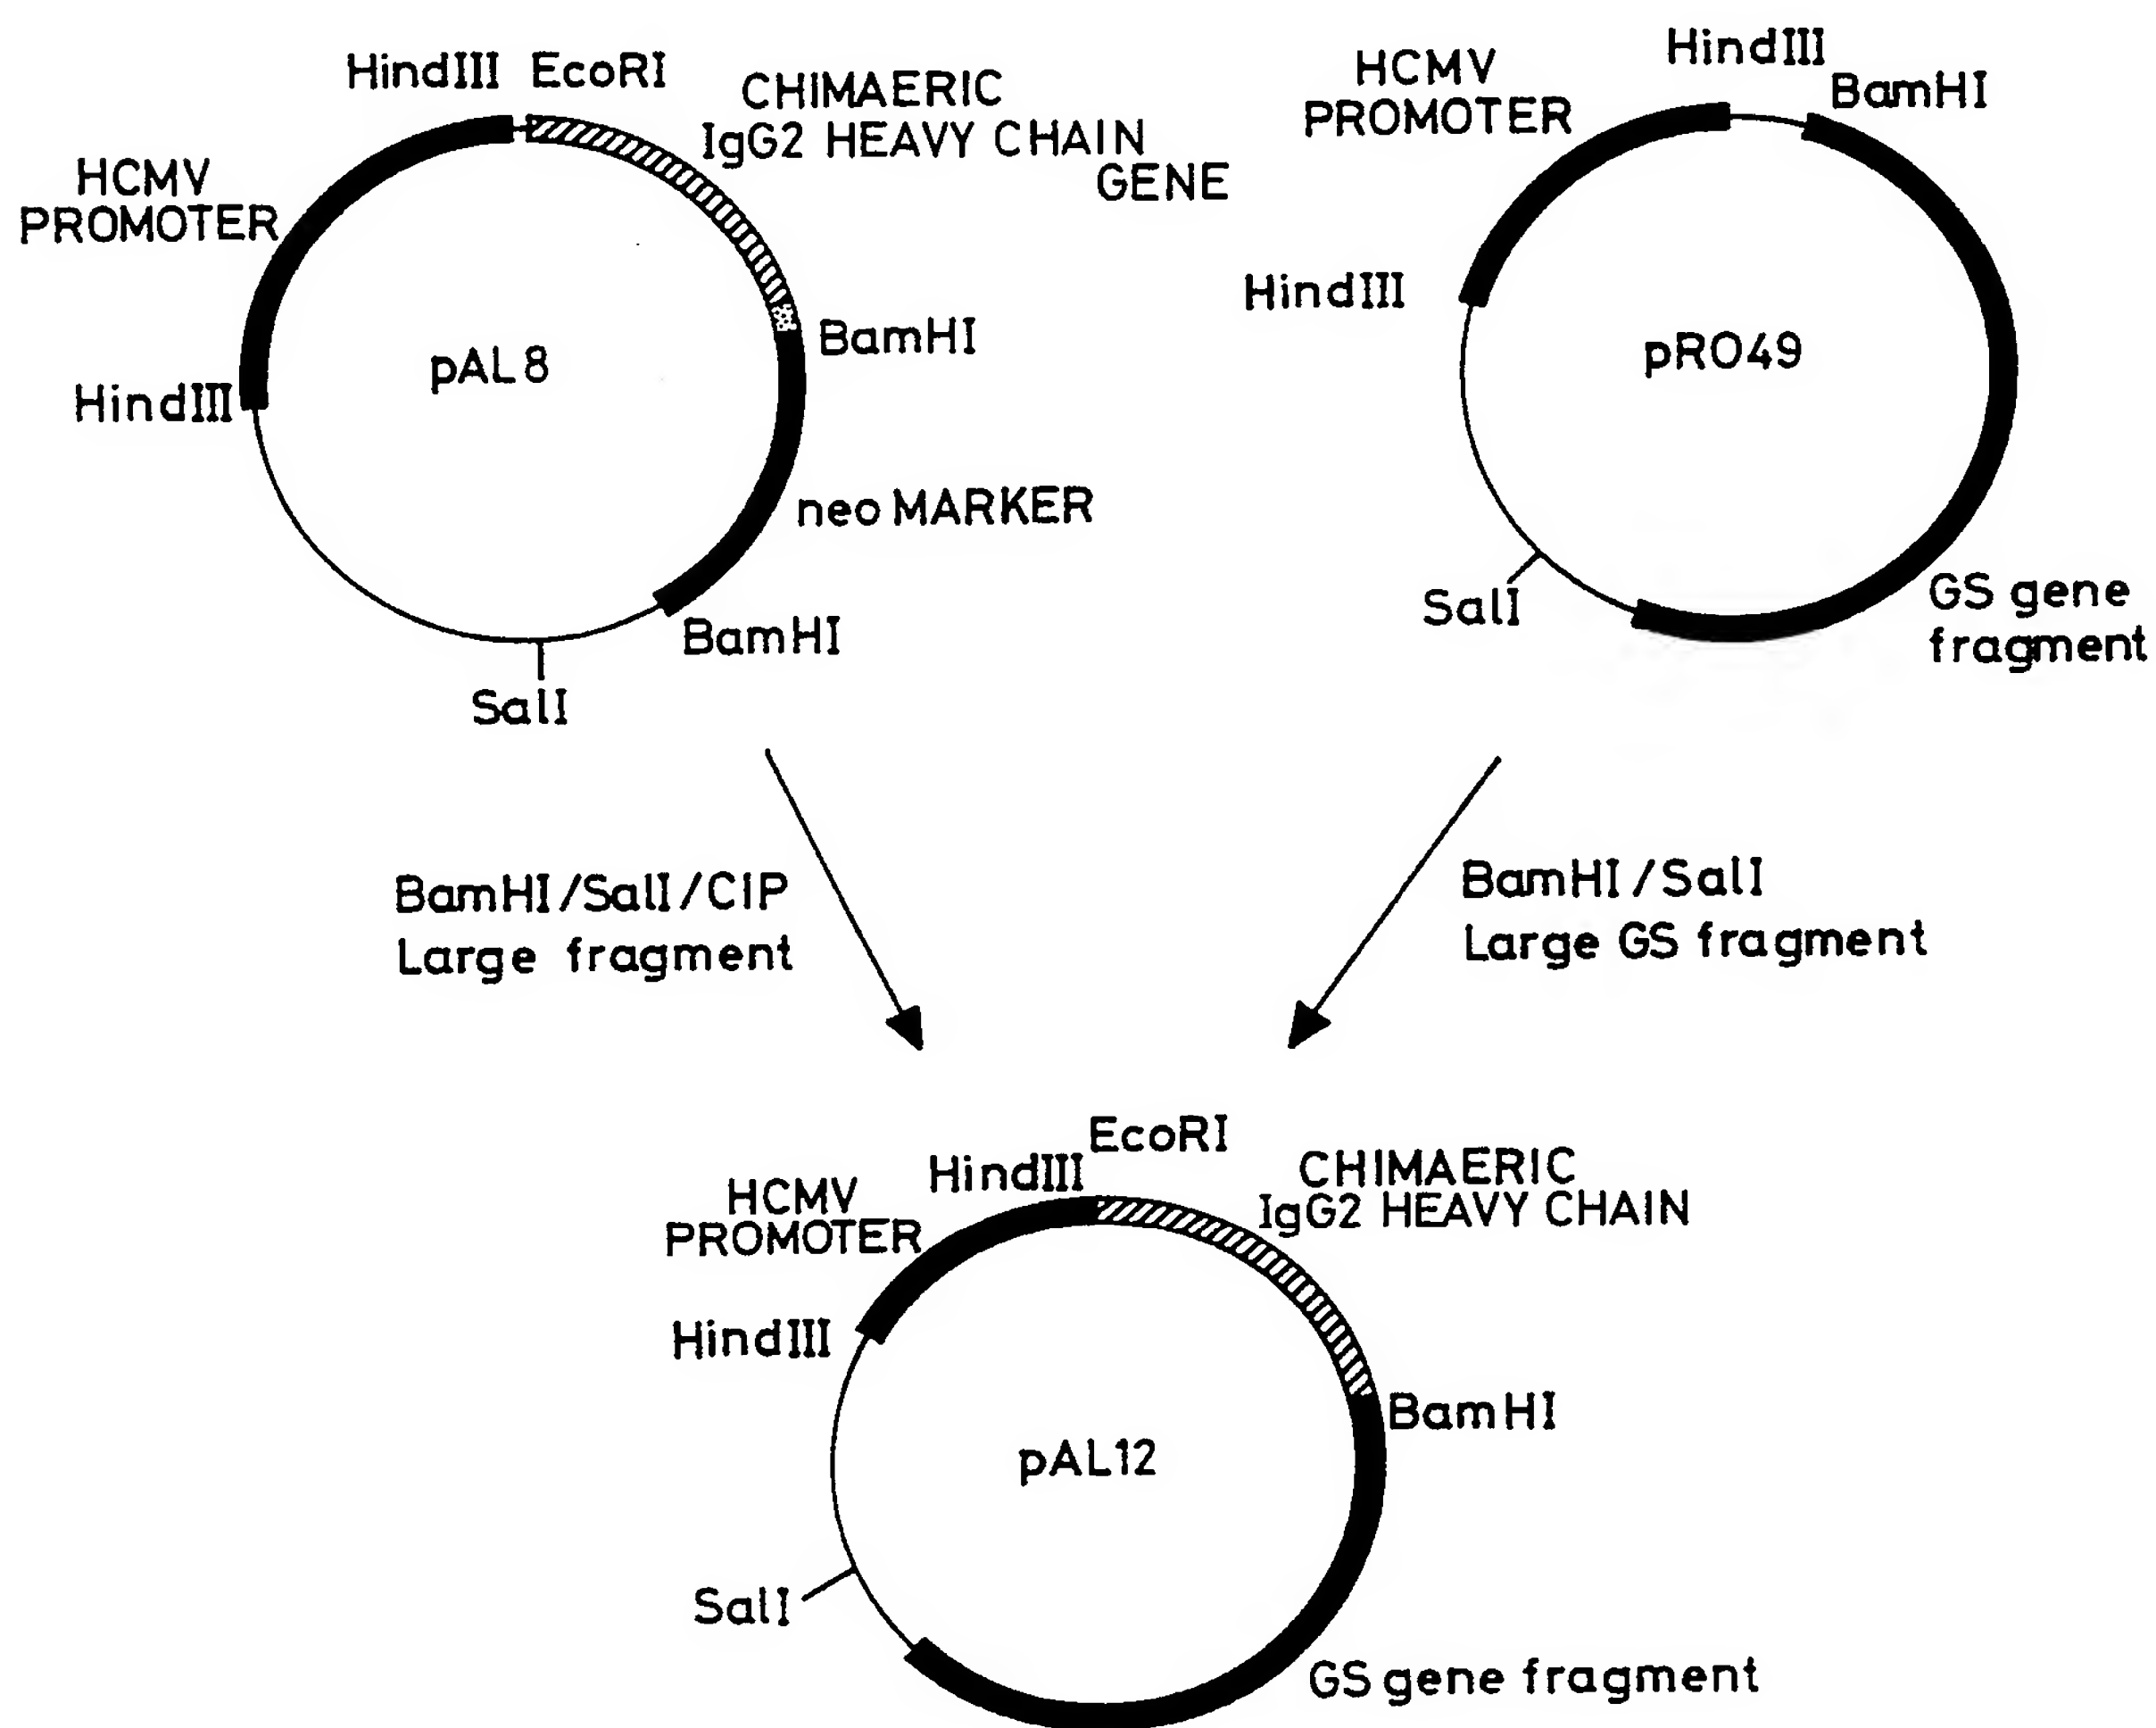 HindIII EcoRI
CHIMAERIC
IgG2 HEAVY CHAIN
GENE
HCMV
PROMOTER
HindIII
pAL8
BamHI
neo MARKER
BamHI
SalI
HCMV
PROMOTER
HindIII
BamHI
HindIII
pRO49
SalI
GS gene
fragment
BamHI/SalI/CIP
Large fragment
BamHI/SalI
Large GS fragment
EcoRI
HindIII
CHIMAERIC
IgG2 HEAVY CHAIN
HCMV
PROMOTER
HindIII
BamHI
pAL12
SalI
GS gene fragment